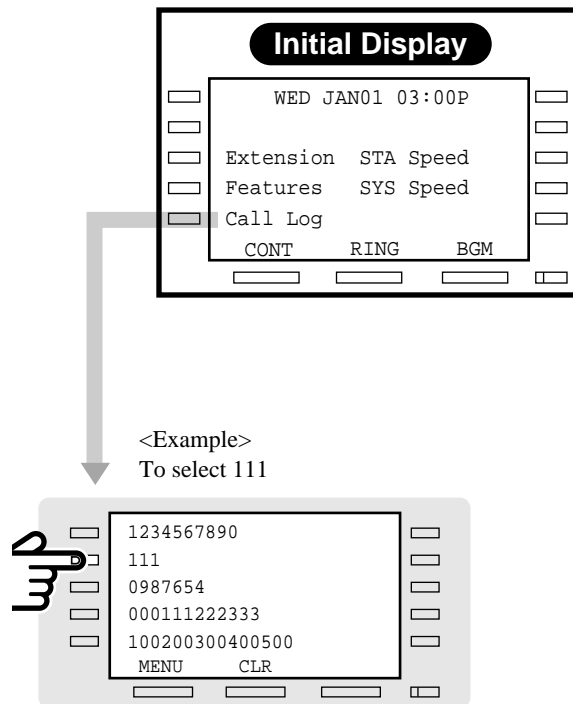 Initial Display
WED JAN01 03:00P
Extension STA Speed
Features SYS Speed
Call Log
CONT RING BGM
<Example>
To select 111
1234567890
111
0987654
000111222333
100200300400500
MENU CLR